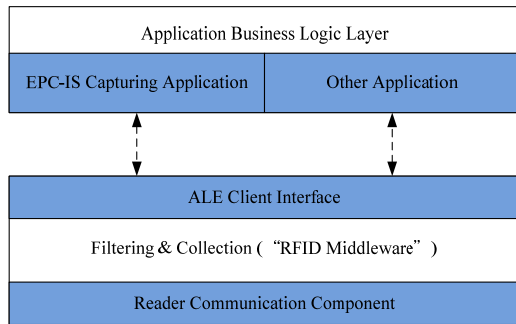 Application Business Logic Layer
EPC-IS Capturing Application
Other Application
ALE Client Interface
Filtering & Collection (“RFID Middleware”)
Reader Communication Component